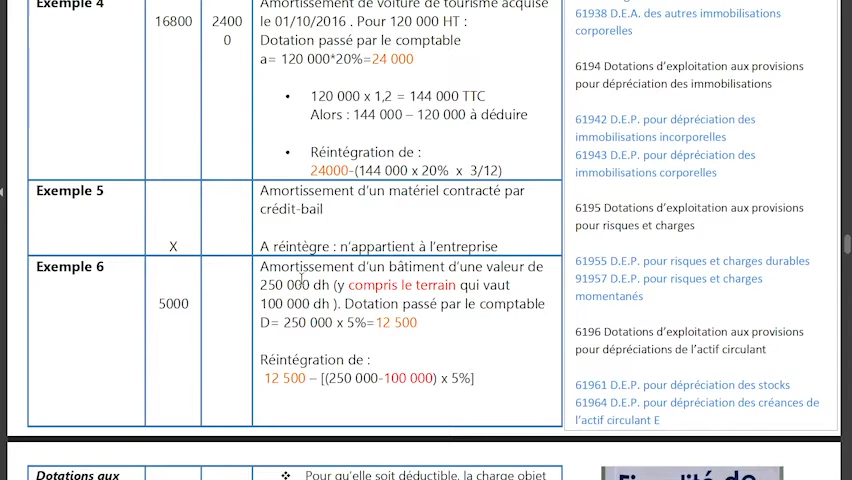 Exemple 4
16800
2400
0
Amortissement de voiture de tourisme acquise
le 01/10/2016 . Pour 120 000 HT :
Dotation passé par le comptable
a= 120 000*20%=24 000
• 120 000 x 1,2 = 144 000 TTC
Alors : 144 000 – 120 000 à déduire
• Réintégration de :
24000-(144 000 x 20% x 3/12)
Exemple 5
X
Amortissement d'un matériel contracté par
crédit-bail
A réintègre : n'appartient à l'entreprise
Exemple 6
5000
Amortissement d'un bâtiment d'une valeur de
250 000 dh (y compris le terrain qui vaut
100 000 dh ). Dotation passé par le comptable
D= 250 000 x 5%=12 500
Réintégration de :
12 500 – [(250 000-100 000) x 5%]
61938 D.E.A. des autres immobilisations
corporelles
6194 Dotations d'exploitation aux provisions
pour dépréciation des immobilisations
61942 D.E.P. pour dépréciation des
immobilisations incorporelles
61943 D.E.P. pour dépréciation des
immobilisations corporelles
6195 Dotations d'exploitation aux provisions
pour risques et charges
61955 D.E.P. pour risques et charges durables
91957 D.E.P. pour risques et charges
momentanés
6196 Dotations d'exploitation aux provisions
pour dépréciations de l'actif circulant
61961 D.E.P. pour dépréciation des stocks
61964 D.E.P. pour dépréciation des créances de
l'actif circulant E
Dotations aux
❖ Pour qu'elle soit déductible, la charge objet